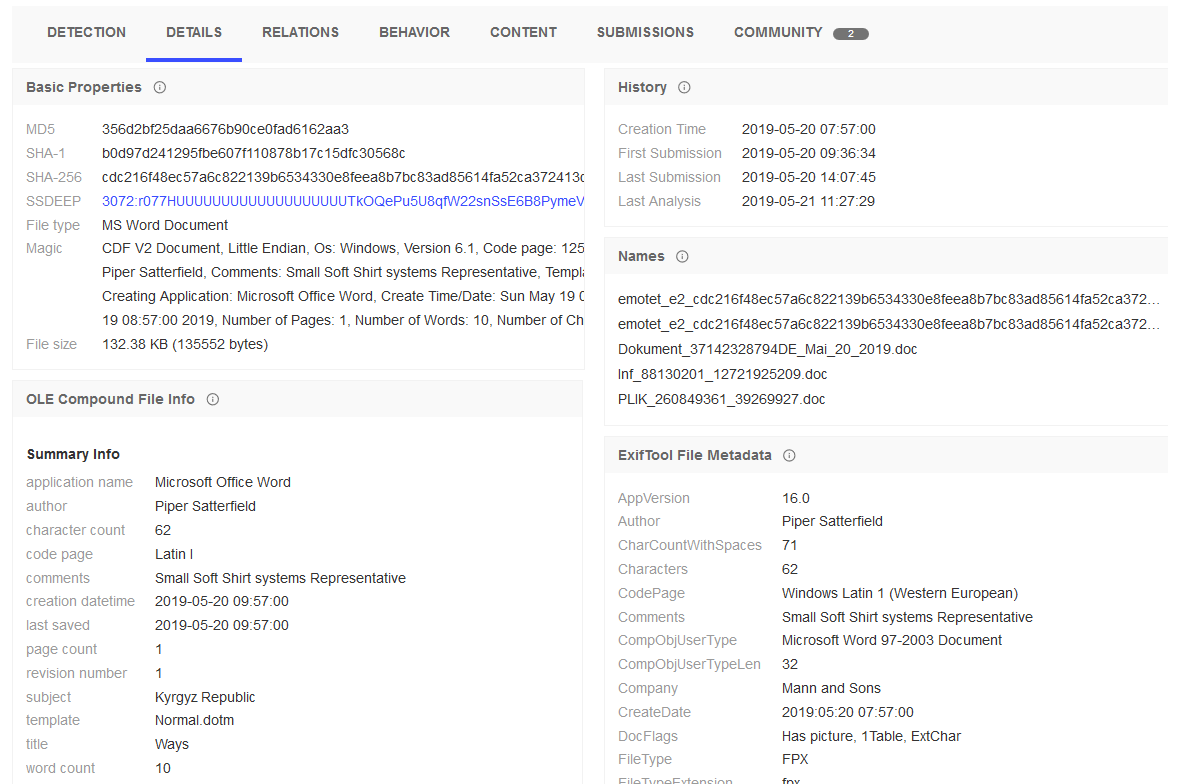 DETECTION DETAILS RELATIONS BEHAVIOR CONTENT SUBMISSIONS COMMUNITY 2
Basic Properties
MD5 356d2bf25daa6676b90ce0fad6162aa3
SHA-1 b0d97d241295fbe607f110878b17c15dfc30568c
SHA-256 cdc216f48ec57a6c822139b6534330e8feea8b7bc83ad85614fa52ca372413c
SSDEEP 3072:r077HUUUUUUUUUUUUUUUUUUUTkOQePu5U8qfW22snSsE6B8PymeV
File type MS Word Document
Magic CDF V2 Document, Little Endian, Os: Windows, Version 6.1, Code page: 125
Piper Satterfield, Comments: Small Soft Shirt systems Representative, Templa
Creating Application: Microsoft Office Word, Create Time/Date: Sun May 19 0
19 08:57:00 2019, Number of Pages: 1, Number of Words: 10, Number of Ch
File size 132.38 KB (135552 bytes)
OLE Compound File Info
Summary Info
application name Microsoft Office Word
author Piper Satterfield
character count 62
code page Latin I
comments Small Soft Shirt systems Representative
creation datetime 2019-05-20 09:57:00
last saved 2019-05-20 09:57:00
page count 1
revision number 1
subject Kyrgyz Republic
template Normal.dotm
title Ways
word count 10
History
Creation Time 2019-05-20 07:57:00
First Submission 2019-05-20 09:36:34
Last Submission 2019-05-20 14:07:45
Last Analysis 2019-05-21 11:27:29
Names
emotet_e2_cdc216f48ec57a6c822139b6534330e8feea8b7bc83ad85614fa52ca372…
emotet_e2_cdc216f48ec57a6c822139b6534330e8feea8b7bc83ad85614fa52ca372…
Dokument_37142328794DE_Mai_20_2019.doc
Inf_88130201_12721925209.doc
PLIK_260849361_39269927.doc
ExifTool File Metadata
AppVersion 16.0
Author Piper Satterfield
CharCountWithSpaces 71
Characters 62
CodePage Windows Latin 1 (Western European)
Comments Small Soft Shirt systems Representative
CompObjUserType Microsoft Word 97-2003 Document
CompObjUserTypeLen 32
Company Mann and Sons
CreateDate 2019:05:20 07:57:00
DocFlags Has picture, 1Table, ExtChar
FileType FPX
FileTypeExtension fpx